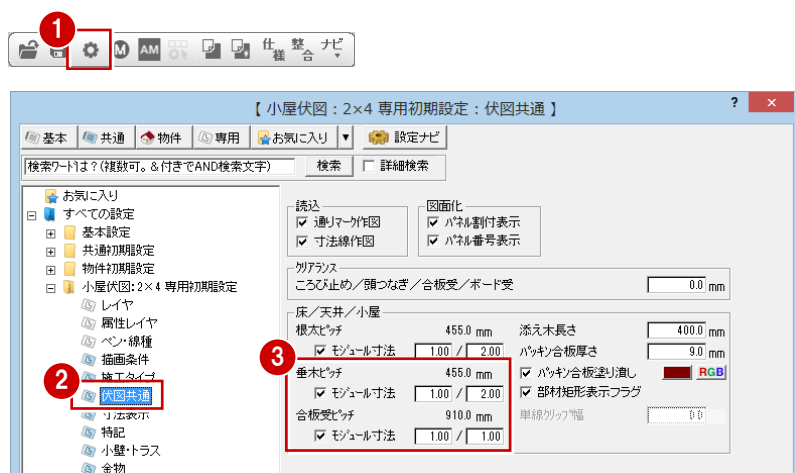 1
M AM 仕様 整合 ナビ
【 小屋伏図：2×4 専用初期設定：伏図共通 】 ? ×
基本 共通 物件 専用 お気に入り ▼ 設定ナビ
検索ワードは？(複数可。＆付きでAND検索文字) 検索 詳細検索
お気に入り
すべての設定
基本設定
共通初期設定
物件初期設定
小屋伏図:2×4 専用初期設定
レイヤ
属性レイヤ
ペン・線種
描画条件
施工タイプ
2
伏図共通
寸法表示
特記
小壁・トラス
金物
読込
通りマーク作図
寸法線作図
図面化
パネル割付表示
パネル番号表示
クリアランス
ころび止め／頭つなぎ／合板受／ボード受 0.0 mm
床／天井／小屋
根太ピッチ 455.0 mm 添え木長さ 400.0 mm
モジュール寸法 1.00 / 2.00 パッキン合板厚さ 9.0 mm
3
垂木ピッチ 455.0 mm パッキン合板塗り潰し RGB
モジュール寸法 1.00 / 2.00 部材矩形表示フラグ
合板受ピッチ 910.0 mm 単線クリップ幅 0.0 mm
モジュール寸法 1.00 / 1.00